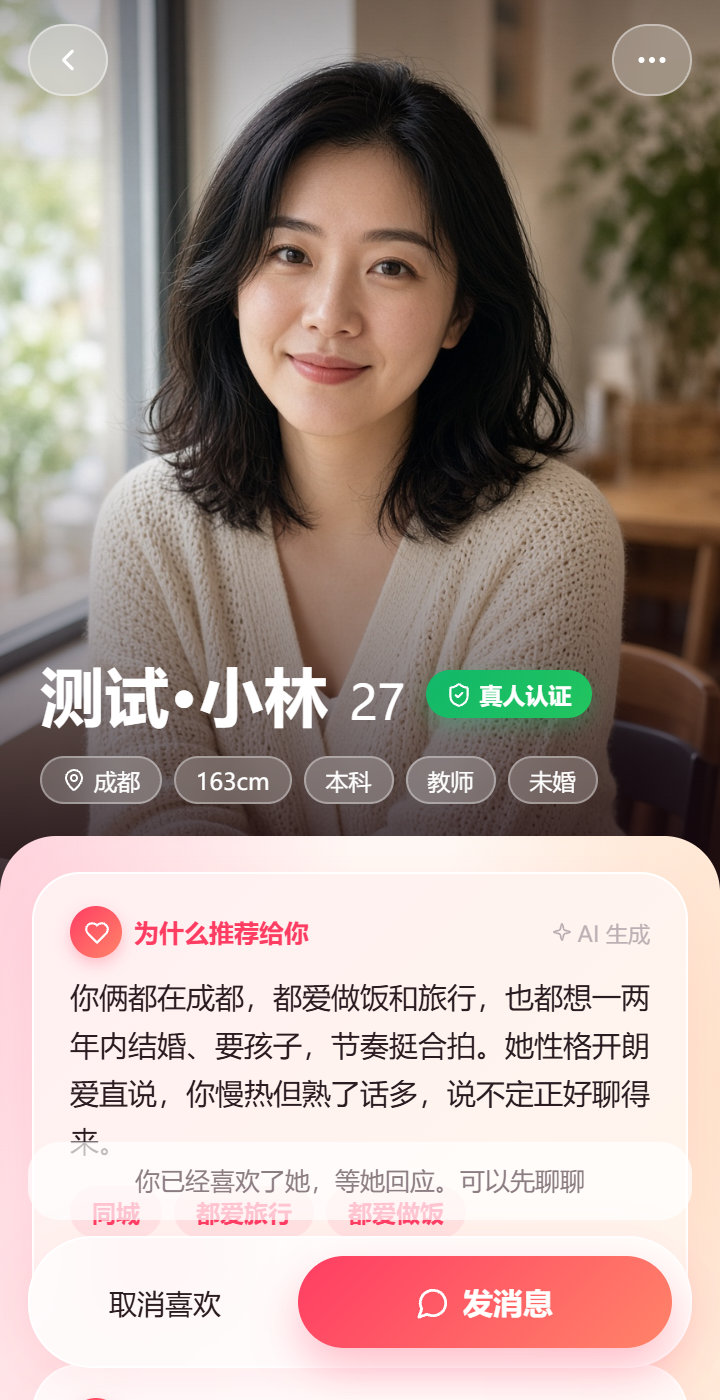 测试·小林 27 真人认证
成都 163cm 本科 教师 未婚
为什么推荐给你 AI 生成
你俩都在成都，都爱做饭和旅行，也都想一两
年内结婚、要孩子，节奏挺合拍。她性格开朗
爱直说，你慢热但熟了话多，说不定正好聊得
来。
你已经喜欢了她，等她回应。可以先聊聊
同城 都爱旅行 都爱做饭
取消喜欢 发消息